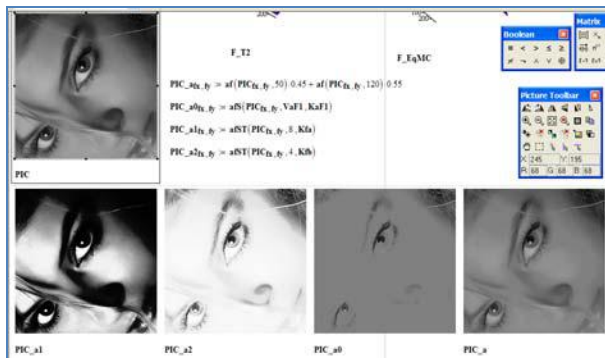 200
200
F_T2
F_EqMC
PIC_a fx,fy := af(PIC fx,fy ,50)·0.45 + af(PIC fx,fy ,120)·0.55
PIC_a0 fx,fy := afS(PIC fx,fy ,VaF1,KaF1)
PIC_a1 fx,fy := afST(PIC fx,fy ,8,Kfa)
PIC_a2 fx,fy := afST(PIC fx,fy ,4,Kfb)
PIC
Boolean
= < > ≤ ≥
≠ ¬ ∧ ∨ ⊕
Matrix
Picture Toolbar
X 245 Y 195
R 68 G 68 B 68
PIC_a1
PIC_a2
PIC_a0
PIC_a